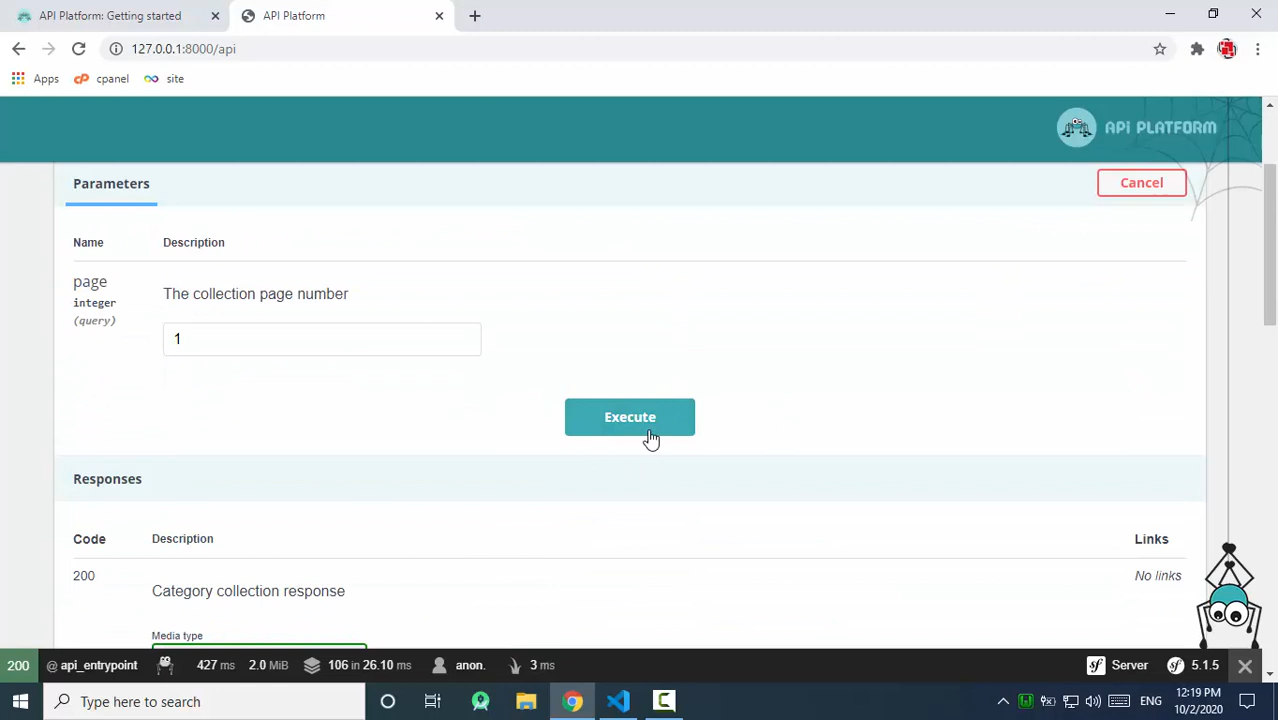 API Platform: Getting started
API Platform
127.0.0.1:8000/api
Apps
cpanel
site
API PLATFORM
Parameters
Cancel
Name
Description
page
integer
(query)
The collection page number
1
Execute
Responses
Code
Description
Links
200
Category collection response
No links
Media type
200 @ api_entrypoint 427 ms 2.0 MiB 106 in 26.10 ms anon. 3 ms Server 5.1.5
Type here to search
ENG
12:19 PM
10/2/2020